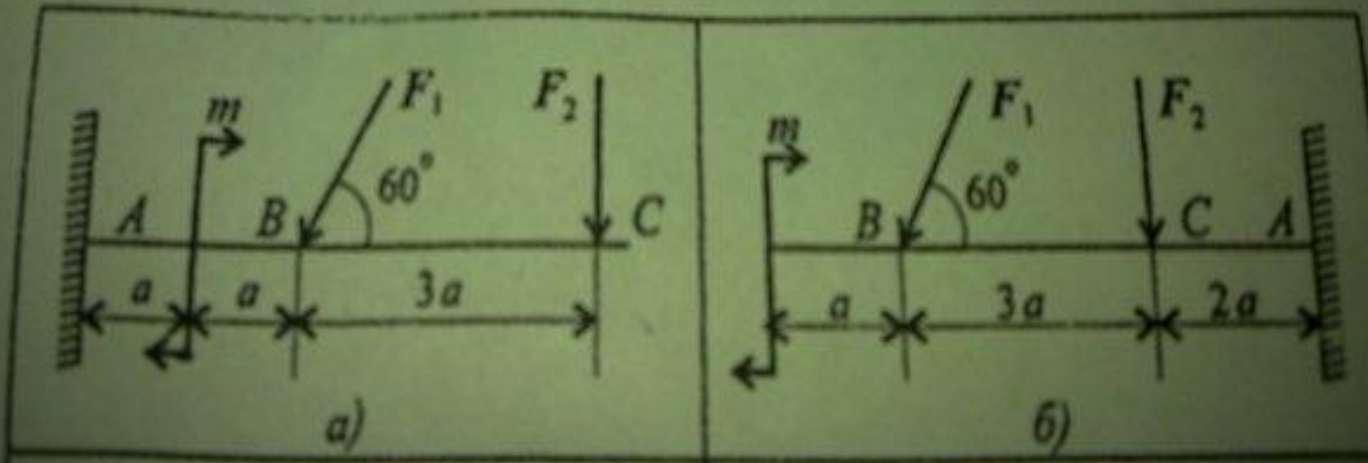 m F₁ F₂
60°
A B C
a a 3a
а)
m F₁ F₂
60°
B C A
a 3a 2a
б)